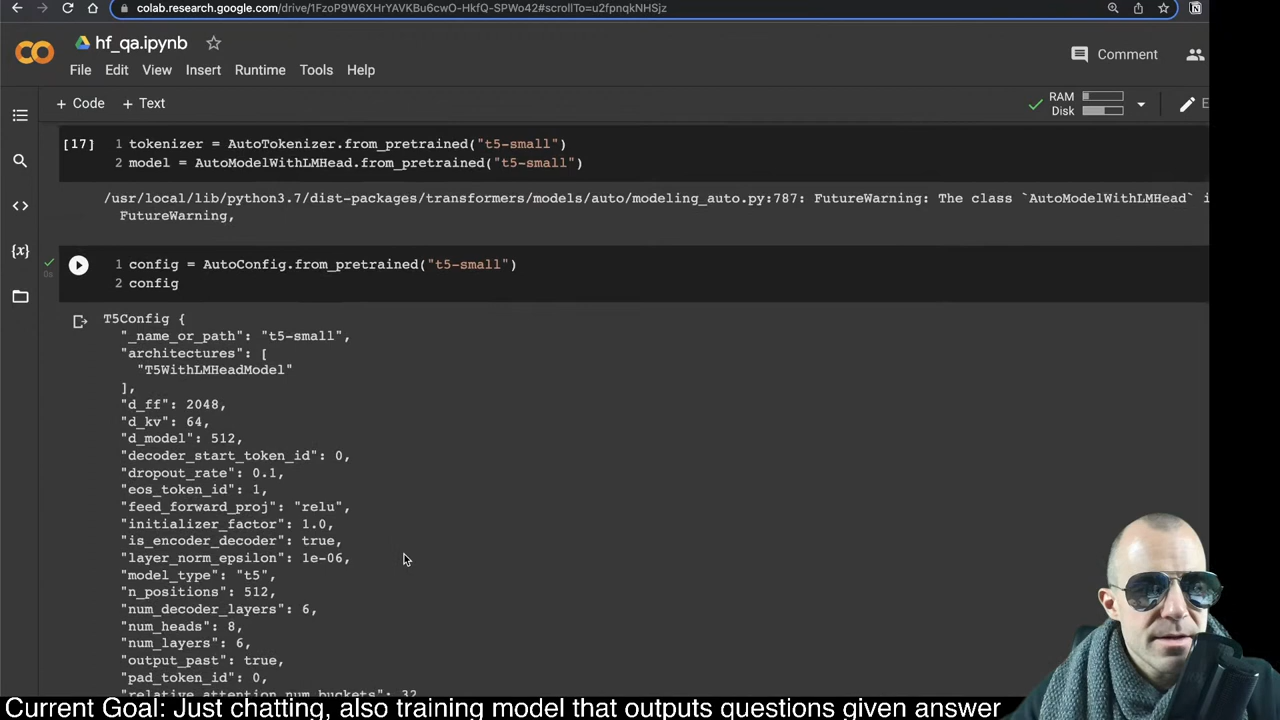 colab.research.google.com/drive/1FzoP9W6XHrYAVKBu6cwO-HkfQ-SPWo42#scrollTo=u2fpnqkNHSjz
hf_qa.ipynb
File Edit View Insert Runtime Tools Help
Comment
+ Code + Text
RAM
Disk
E
[17] 1 tokenizer = AutoTokenizer.from_pretrained("t5-small")
2 model = AutoModelWithLMHead.from_pretrained("t5-small")
/usr/local/lib/python3.7/dist-packages/transformers/models/auto/modeling_auto.py:787: FutureWarning: The class `AutoModelWithLMHead` i
FutureWarning,
0s
1 config = AutoConfig.from_pretrained("t5-small")
2 config
T5Config {
"_name_or_path": "t5-small",
"architectures": [
"T5WithLMHeadModel"
],
"d_ff": 2048,
"d_kv": 64,
"d_model": 512,
"decoder_start_token_id": 0,
"dropout_rate": 0.1,
"eos_token_id": 1,
"feed_forward_proj": "relu",
"initializer_factor": 1.0,
"is_encoder_decoder": true,
"layer_norm_epsilon": 1e-06,
"model_type": "t5",
"n_positions": 512,
"num_decoder_layers": 6,
"num_heads": 8,
"num_layers": 6,
"output_past": true,
"pad_token_id": 0,
"relative_attention_num_buckets": 32,
Current Goal: Just chatting, also training model that outputs questions given answer